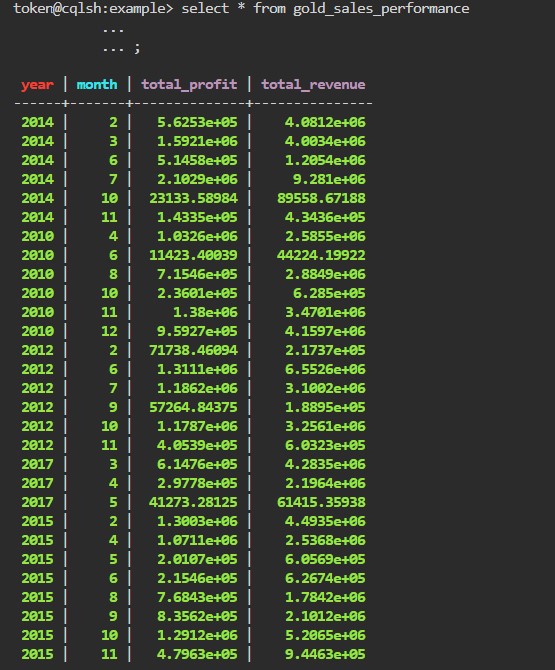 token@cqlsh:example> select * from gold_sales_performance
...
... ;
year | month | total_profit | total_revenue
------+-------+--------------+---------------
2014 | 2 | 5.6253e+05 | 4.0812e+06
2014 | 3 | 1.5921e+06 | 4.0034e+06
2014 | 6 | 5.1458e+05 | 1.2054e+06
2014 | 7 | 2.1029e+06 | 9.281e+06
2014 | 10 | 23133.58984 | 89558.67188
2014 | 11 | 1.4335e+05 | 4.3436e+05
2010 | 4 | 1.0326e+06 | 2.5855e+06
2010 | 6 | 11423.40039 | 44224.19922
2010 | 8 | 7.1546e+05 | 2.8849e+06
2010 | 10 | 2.3601e+05 | 6.285e+05
2010 | 11 | 1.38e+06 | 3.4701e+06
2010 | 12 | 9.5927e+05 | 4.1597e+06
2012 | 2 | 71738.46094 | 2.1737e+05
2012 | 6 | 1.3111e+06 | 6.5526e+06
2012 | 7 | 1.1862e+06 | 3.1002e+06
2012 | 9 | 57264.84375 | 1.8895e+05
2012 | 10 | 1.1787e+06 | 3.2561e+06
2012 | 11 | 4.0539e+05 | 6.0323e+05
2017 | 3 | 6.1476e+05 | 4.2835e+06
2017 | 4 | 2.9778e+05 | 2.1964e+06
2017 | 5 | 41273.28125 | 61415.35938
2015 | 2 | 1.3003e+06 | 4.4935e+06
2015 | 4 | 1.0711e+06 | 2.5368e+06
2015 | 5 | 2.0107e+05 | 6.0569e+05
2015 | 6 | 2.1546e+06 | 6.2674e+06
2015 | 8 | 7.6843e+05 | 1.7842e+06
2015 | 9 | 8.3562e+05 | 2.1012e+06
2015 | 10 | 1.2912e+06 | 5.2065e+06
2015 | 11 | 4.7963e+05 | 9.4463e+05